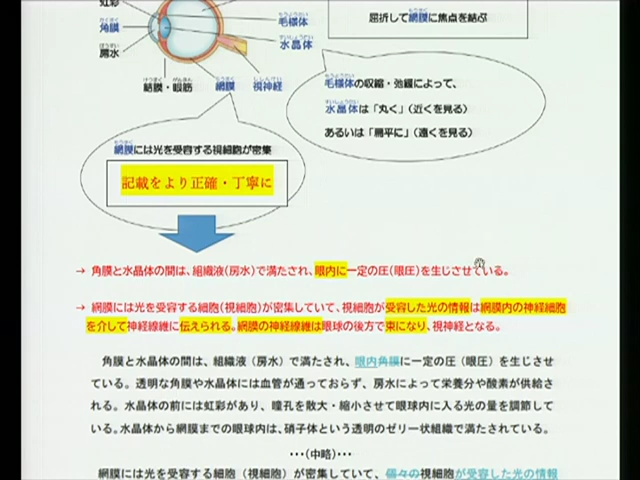 虹彩
角膜
房水
結膜・眼筋
網膜
視神経
毛様体
水晶体
屈折して網膜に焦点を結ぶ
毛様体の収縮・弛緩によって、
水晶体は「丸く」（近くを見る）
あるいは「扁平に」（遠くを見る）
網膜には光を受容する視細胞が密集
記載をより正確・丁寧に
→ 角膜と水晶体の間は、組織液（房水）で満たされ、眼内に一定の圧（眼圧）を生じさせている。
→ 網膜には光を受容する細胞（視細胞）が密集していて、視細胞が受容した光の情報は網膜内の神経細胞
を介して神経線維に伝えられる。網膜の神経線維は眼球の後方で束になり、視神経となる。
角膜と水晶体の間は、組織液（房水）で満たされ、眼内角膜に一定の圧（眼圧）を生じさせ
ている。透明な角膜や水晶体には血管が通っておらず、房水によって栄養分や酸素が供給さ
れる。水晶体の前には虹彩があり、瞳孔を散大・縮小させて眼球内に入る光の量を調節して
いる。水晶体から網膜までの眼球内は、硝子体という透明のゼリー状組織で満たされている。
・・・（中略）・・・
網膜には光を受容する細胞（視細胞）が密集していて、個々の視細胞が受容した光の情報